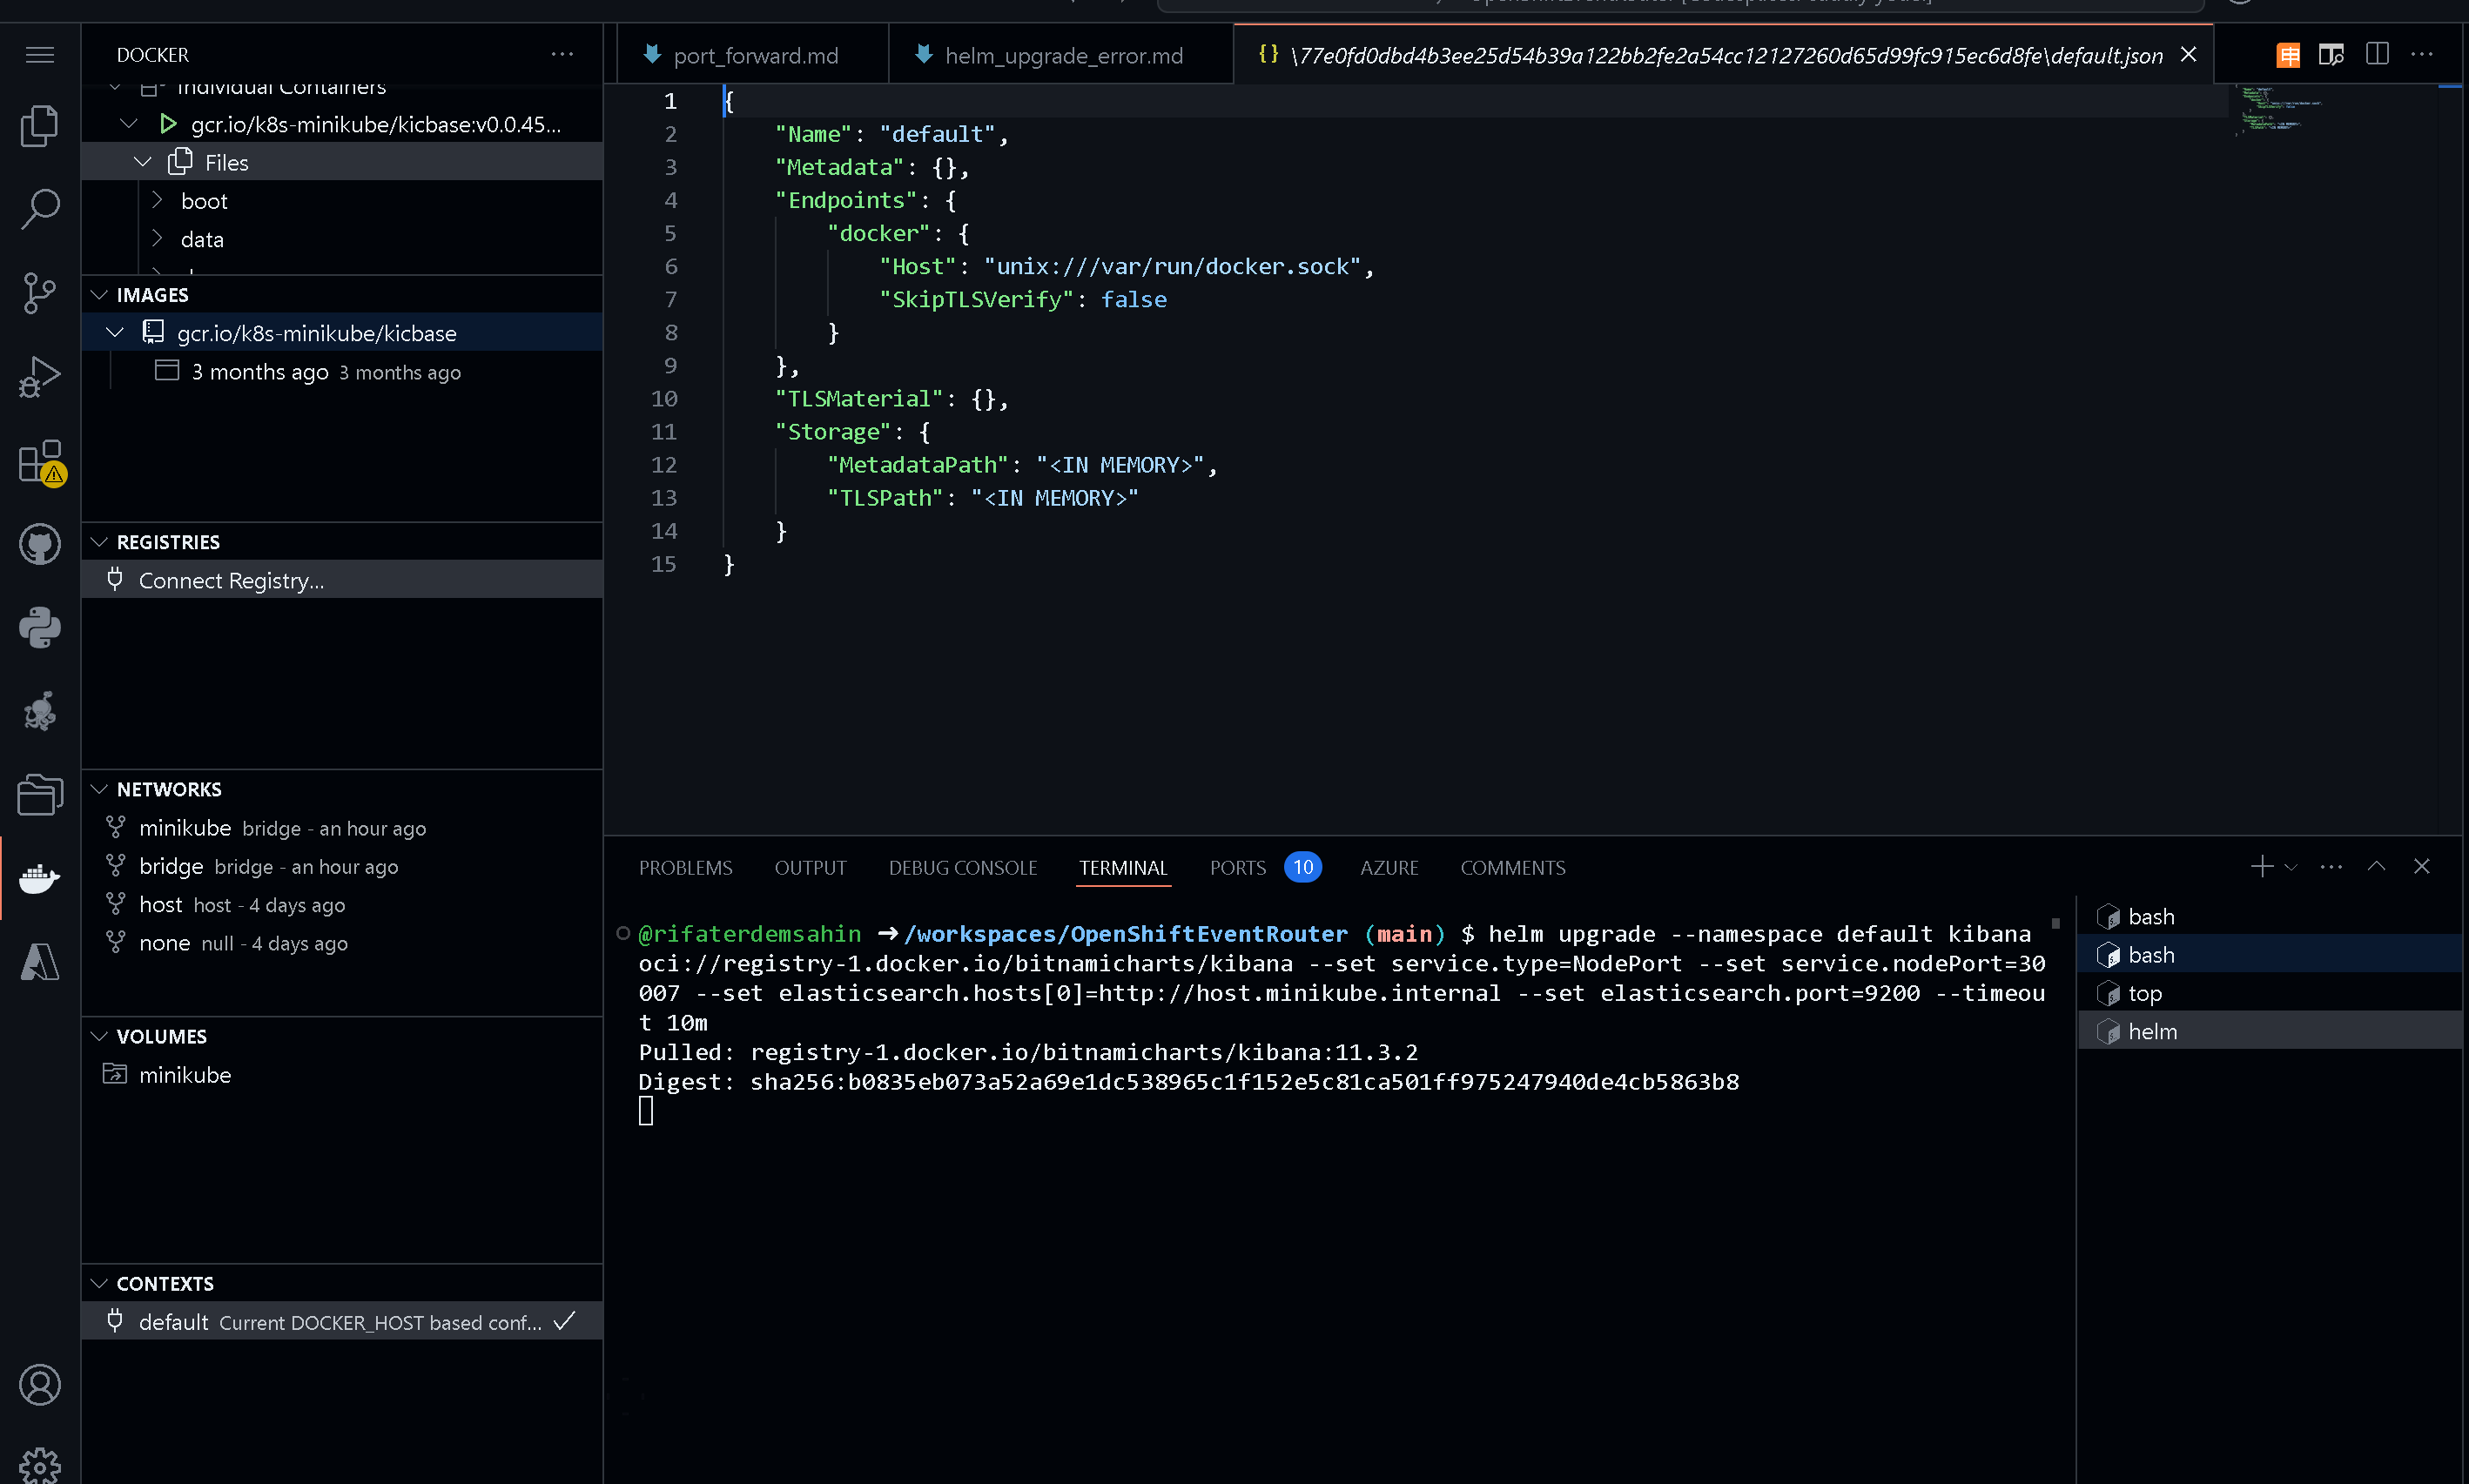 DOCKER
Individual Containers
gcr.io/k8s-minikube/kicbase:v0.0.45...
Files
boot
data
IMAGES
gcr.io/k8s-minikube/kicbase
3 months ago 3 months ago
REGISTRIES
Connect Registry...
NETWORKS
minikube bridge - an hour ago
bridge bridge - an hour ago
host host - 4 days ago
none null - 4 days ago
VOLUMES
minikube
CONTEXTS
default Current DOCKER_HOST based conf...
port_forward.md
helm_upgrade_error.md
{} \77e0fd0dbd4b3ee25d54b39a122bb2fe2a54cc12127260d65d99fc915ec6d8fe\default.json
1 {
2 "Name": "default",
3 "Metadata": {},
4 "Endpoints": {
5 "docker": {
6 "Host": "unix:///var/run/docker.sock",
7 "SkipTLSVerify": false
8 }
9 },
10 "TLSMaterial": {},
11 "Storage": {
12 "MetadataPath": "<IN MEMORY>",
13 "TLSPath": "<IN MEMORY>"
14 }
15 }
PROBLEMS OUTPUT DEBUG CONSOLE TERMINAL PORTS 10 AZURE COMMENTS
@rifaterdemsahin ➜ /workspaces/OpenShiftEventRouter (main) $ helm upgrade --namespace default kibana
oci://registry-1.docker.io/bitnamicharts/kibana --set service.type=NodePort --set service.nodePort=30
007 --set elasticsearch.hosts[0]=http://host.minikube.internal --set elasticsearch.port=9200 --timeou
t 10m
Pulled: registry-1.docker.io/bitnamicharts/kibana:11.3.2
Digest: sha256:b0835eb073a52a69e1dc538965c1f152e5c81ca501ff975247940de4cb5863b8
bash
bash
top
helm